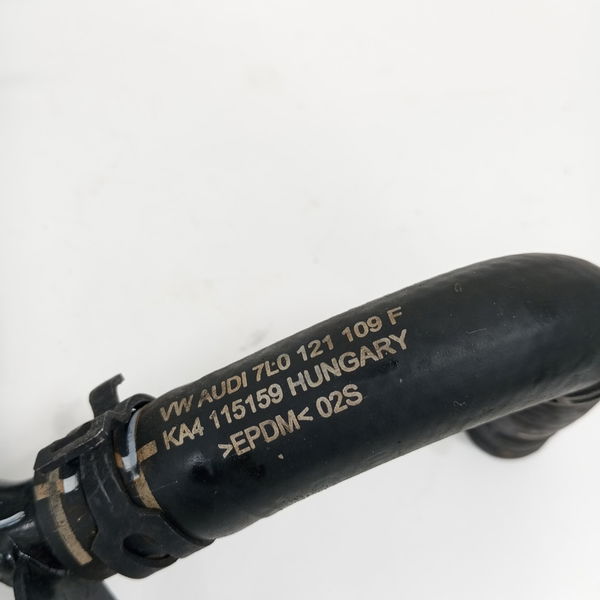 VW AUDI 7L0 121 109 F
KA4 115159 HUNGARY
>EPDM< 02S